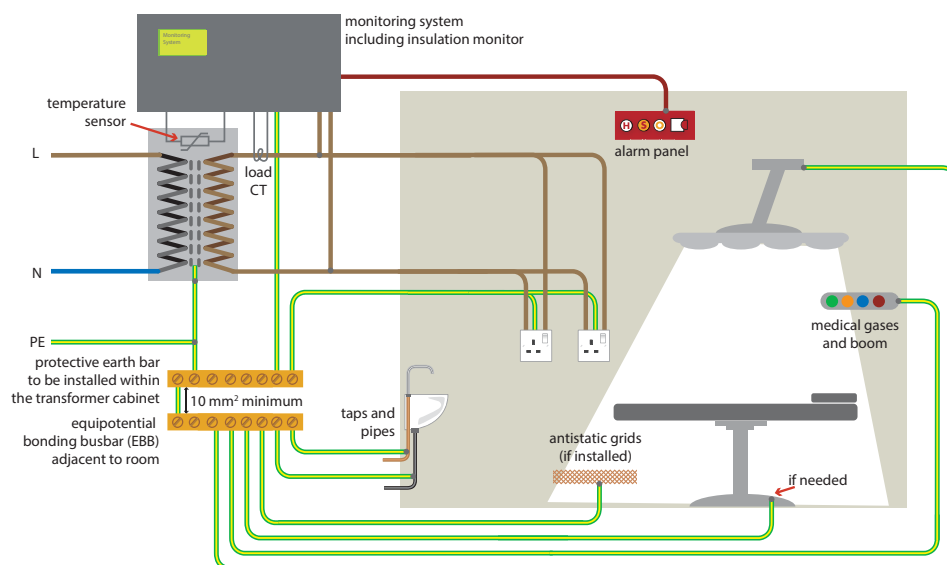 monitoring system
including insulation monitor
Monitoring
System
temperature
sensor
L
load
CT
H S
alarm panel
N
medical gases
and boom
PE
protective earth bar
to be installed within
the transformer cabinet
10 mm² minimum
equipotential
bonding busbar (EBB)
adjacent to room
taps and
pipes
antistatic grids
(if installed)
if needed